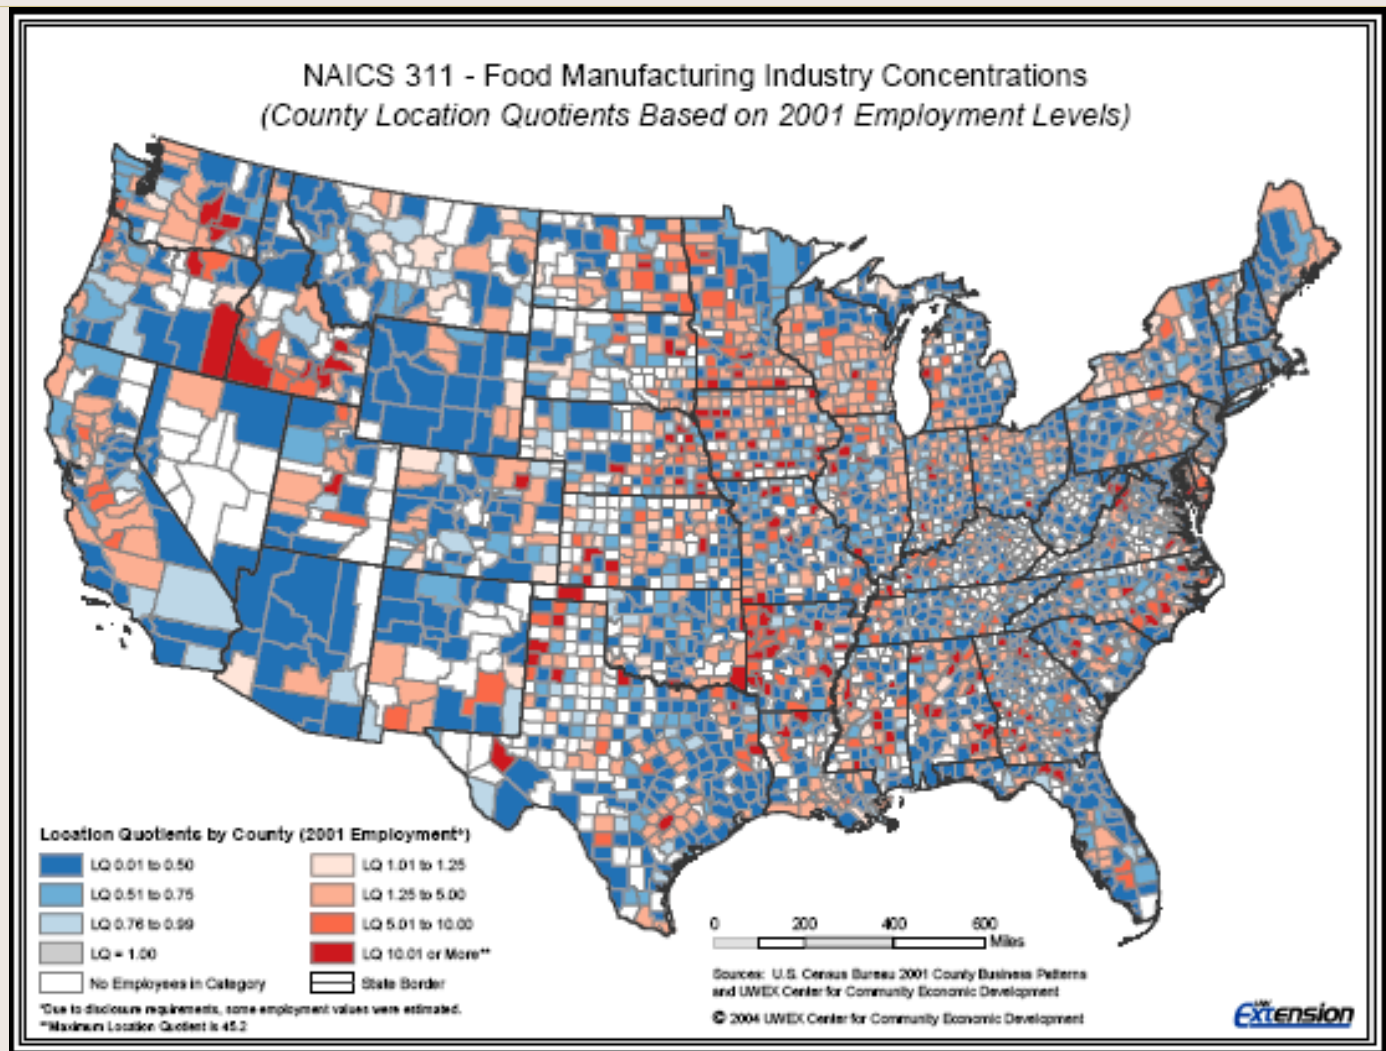 NAICS 311 - Food Manufacturing Industry Concentrations
(County Location Quotients Based on 2001 Employment Levels)
Location Quotients by County (2001 Employment*)
LQ 0.01 to 0.50
LQ 1.01 to 1.25
LQ 0.51 to 0.75
LQ 1.25 to 5.00
LQ 0.76 to 0.99
LQ 5.01 to 10.00
LQ = 1.00
LQ 10.01 or More**
No Employees in Category
State Border
*Due to disclosure requirements, some employment values were estimated.
**Maximum Location Quotient is 45.2
0 200 400 600
Miles
Sources: U.S. Census Bureau 2001 County Business Patterns
and UWEX Center for Community Economic Development
© 2004 UWEX Center for Community Economic Development
UW
Extension